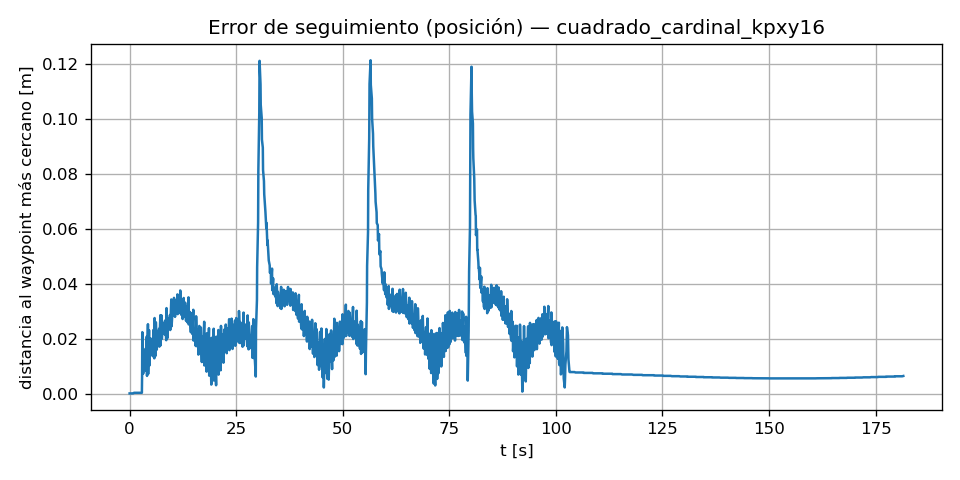 Error de seguimiento (posición) — cuadrado_cardinal_kpxy16
distancia al waypoint más cercano [m]
0.12
0.10
0.08
0.06
0.04
0.02
0.00
0 25 50 75 100 125 150 175
t [s]